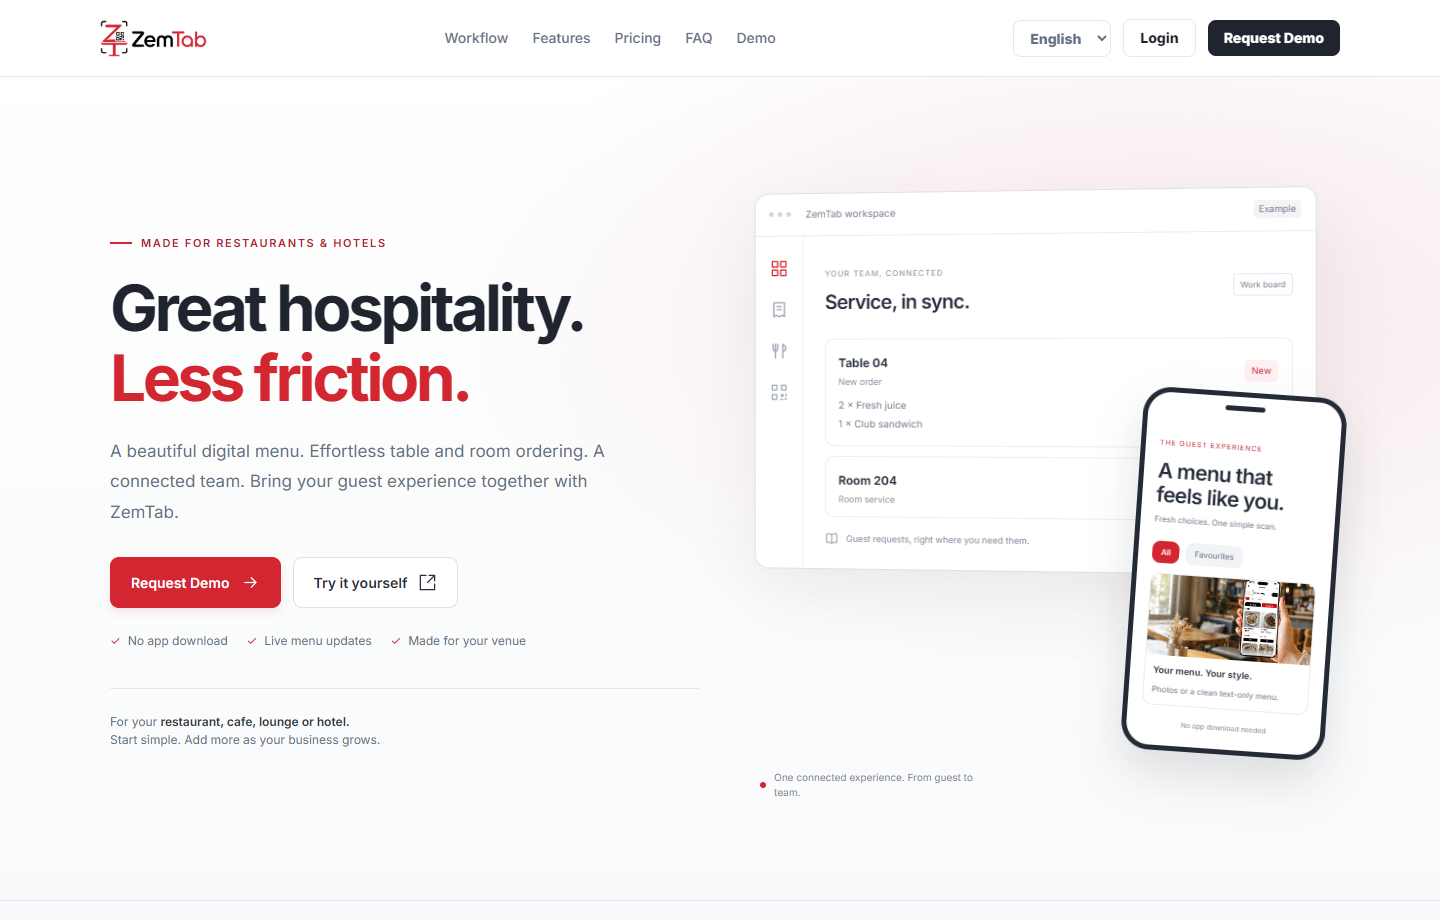 ZemTab
Workflow
Features
Pricing
FAQ
Demo
English
Login
Request Demo
MADE FOR RESTAURANTS & HOTELS
Great hospitality.
Less friction.
A beautiful digital menu. Effortless table and room ordering. A
connected team. Bring your guest experience together with
ZemTab.
Request Demo
Try it yourself
No app download
Live menu updates
Made for your venue
For your restaurant, cafe, lounge or hotel.
Start simple. Add more as your business grows.
ZemTab workspace
Example
YOUR TEAM, CONNECTED
Service, in sync.
Work board
Table 04
New order
New
2 × Fresh juice
1 × Club sandwich
Room 204
Room service
Guest requests, right where you need them.
THE GUEST EXPERIENCE
A menu that
feels like you.
Fresh choices. One simple scan.
All
Favourites
Your menu. Your style.
Photos or a clean text-only menu.
No app download needed
One connected experience. From guest to
team.